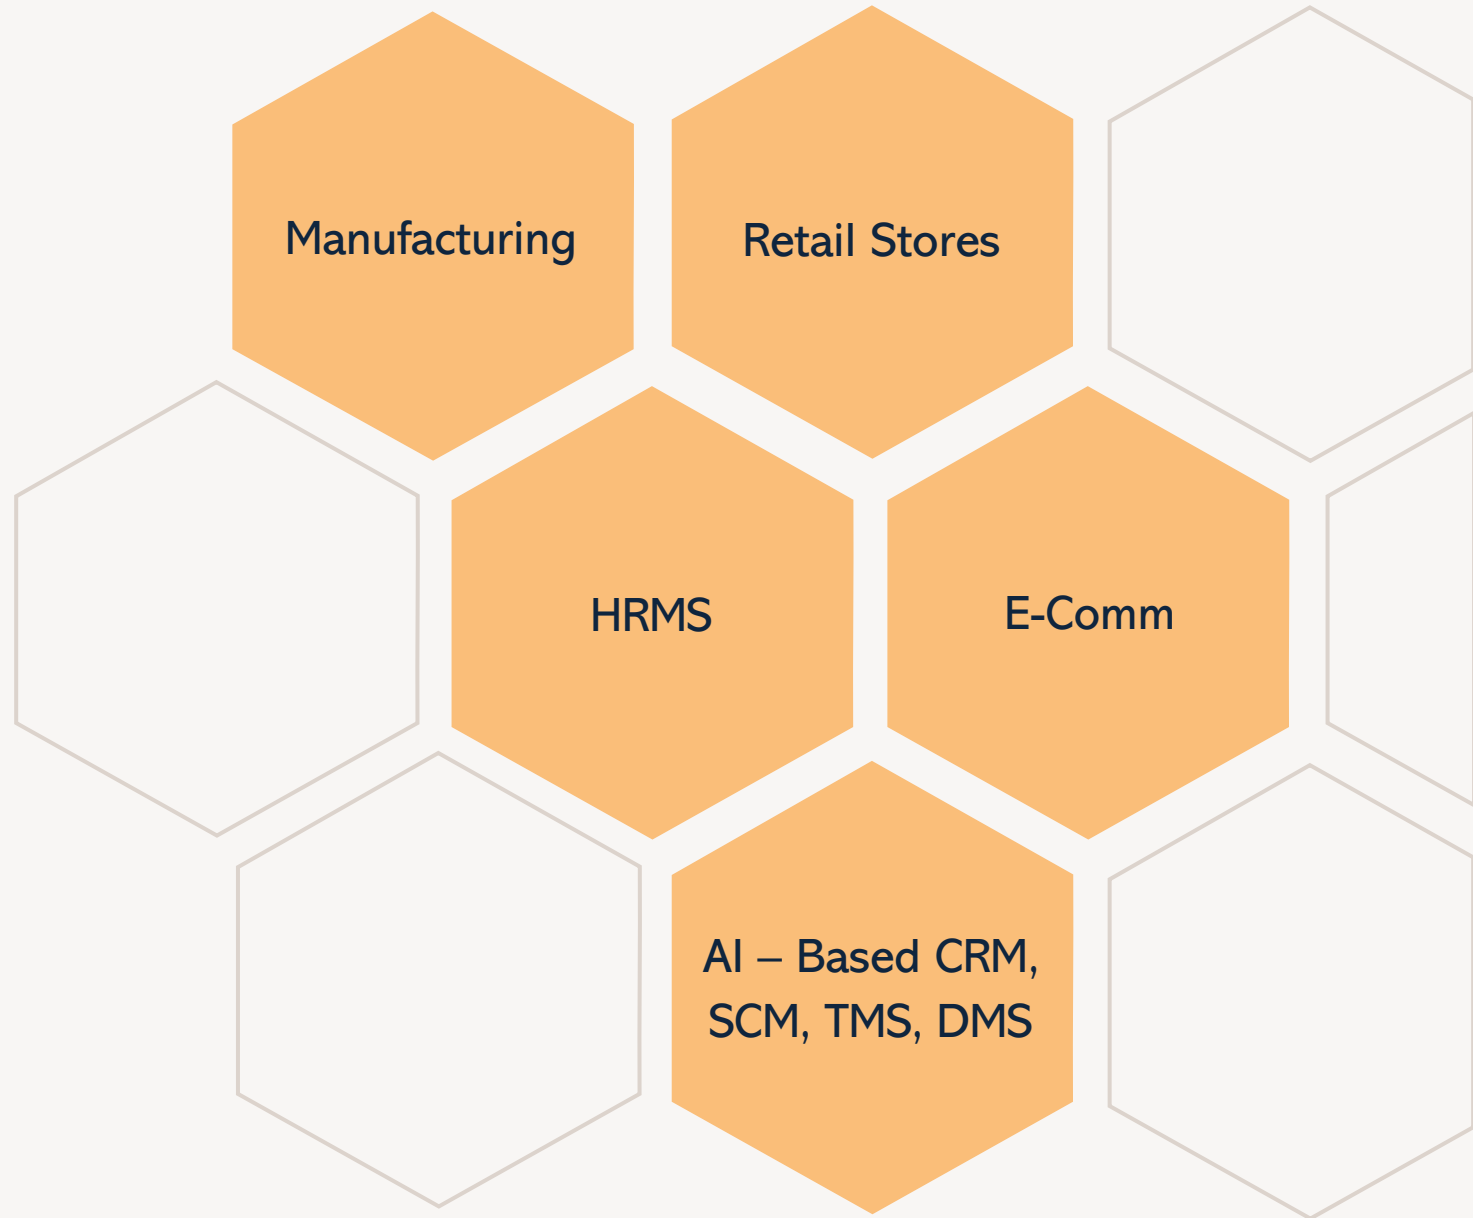 Manufacturing
Retail Stores
HRMS
E-Comm
AI – Based CRM,
SCM, TMS, DMS